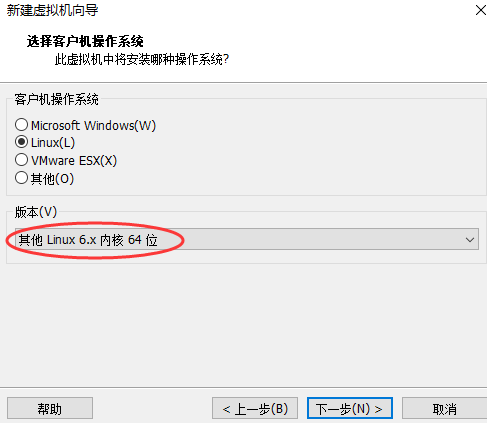 新建虚拟机向导
选择客户机操作系统
此虚拟机中将安装哪种操作系统?
客户机操作系统
Microsoft Windows(W)
Linux(L)
VMware ESX(X)
其他(O)
版本(V)
其他 Linux 6.x 内核 64 位
帮助
< 上一步(B)
下一步(N) >
取消